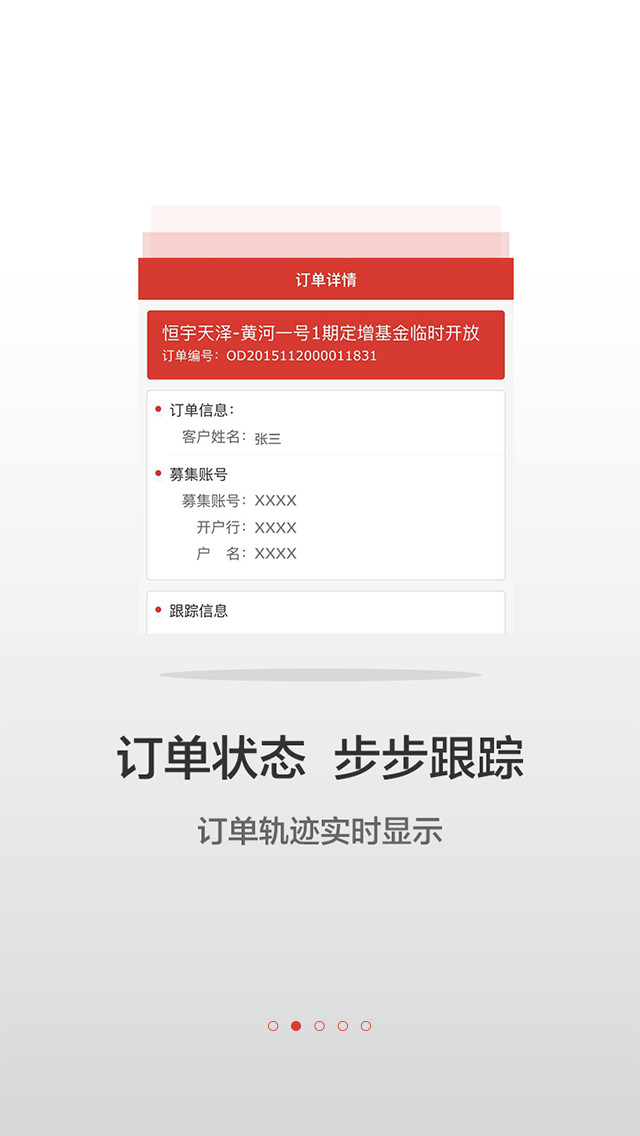 订单详情
恒宇天泽-黄河一号1期定增基金临时开放
订单编号：OD2015112000011831
订单信息：
客户姓名：张三
募集账号
募集账号：XXXX
开户行：XXXX
户 名：XXXX
跟踪信息
订单状态 步步跟踪
订单轨迹实时显示